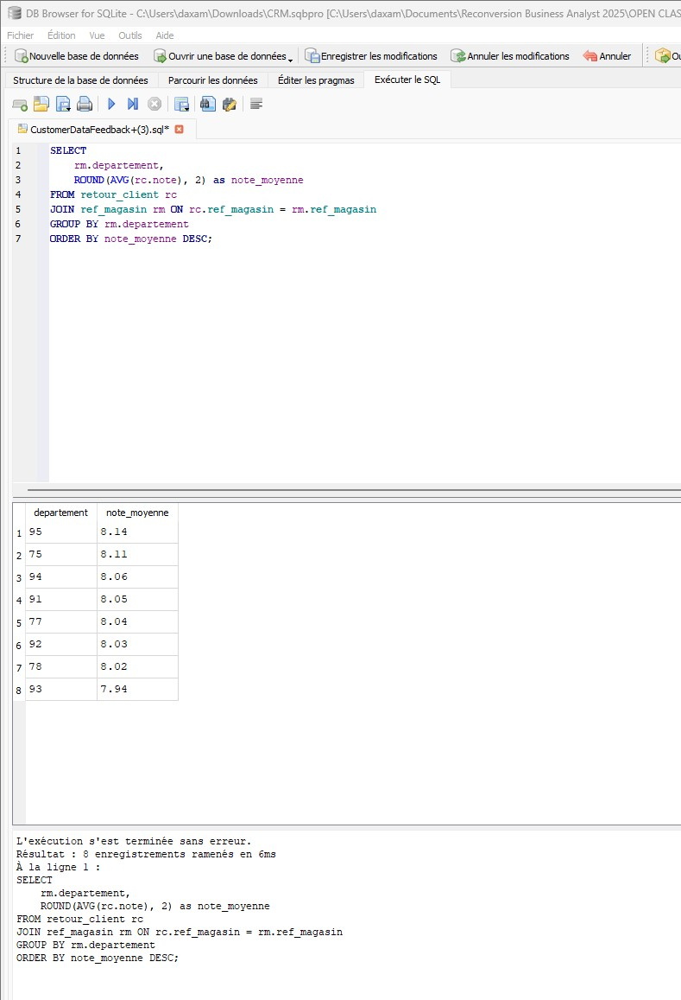 DB Browser for SQLite - C:\Users\daxam\Downloads\CRM.sqbpro [C:\Users\daxam\Documents\Reconversion Business Analyst 2025\OPEN CLAS
Fichier Édition Vue Outils Aide
Nouvelle base de données Ouvrir une base de données Enregistrer les modifications Annuler les modifications Annuler Ou
Structure de la base de données Parcourir les données Éditer les pragmas Exécuter le SQL
CustomerDataFeedback+(3).sql*
1 SELECT
2 rm.departement,
3 ROUND(AVG(rc.note), 2) as note_moyenne
4 FROM retour_client rc
5 JOIN ref_magasin rm ON rc.ref_magasin = rm.ref_magasin
6 GROUP BY rm.departement
7 ORDER BY note_moyenne DESC;
departement note_moyenne
1 95 8.14
2 75 8.11
3 94 8.06
4 91 8.05
5 77 8.04
6 92 8.03
7 78 8.02
8 93 7.94
L'exécution s'est terminée sans erreur.
Résultat : 8 enregistrements ramenés en 6ms
À la ligne 1 :
SELECT
rm.departement,
ROUND(AVG(rc.note), 2) as note_moyenne
FROM retour_client rc
JOIN ref_magasin rm ON rc.ref_magasin = rm.ref_magasin
GROUP BY rm.departement
ORDER BY note_moyenne DESC;